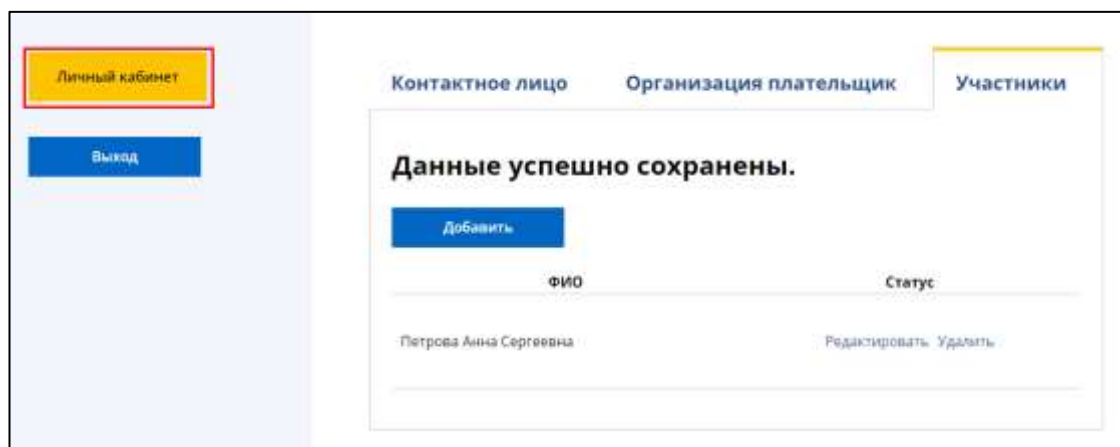 Личный кабинет
Выход
Контактное лицо Организация плательщик Участники
Данные успешно сохранены.
Добавить
ФИО Статус
Петрова Анна Сергеевна Редактировать Удалить